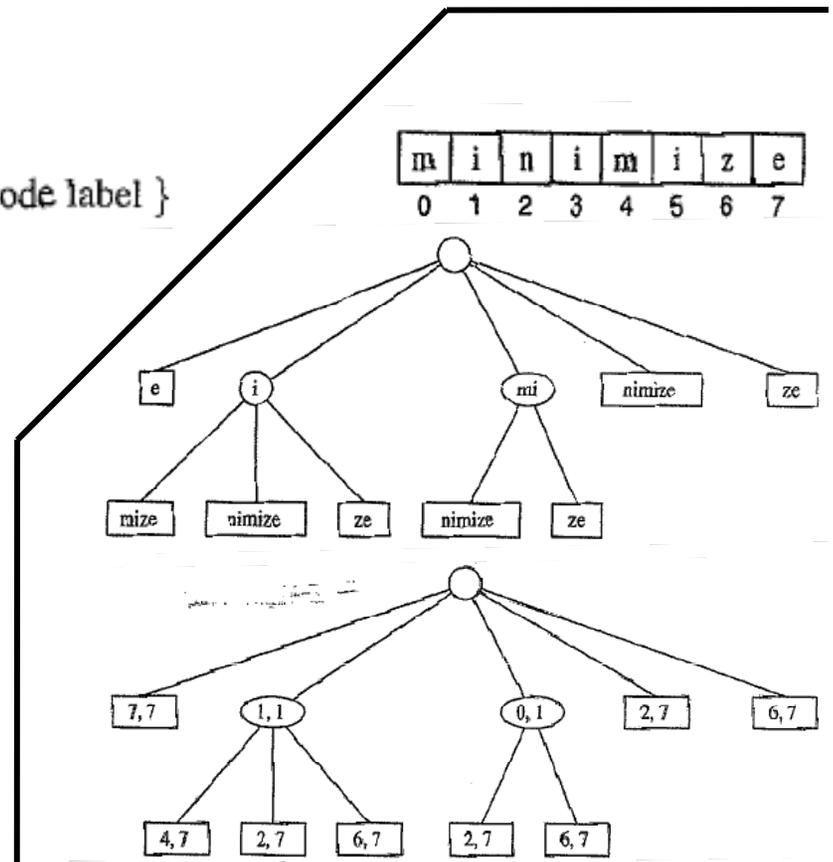 m i n i m i z e
ode label }
0 1 2 3 4 5 6 7
e i mi nimize ze
mize nimize ze nimize ze
7, 7 1, 1 0, 1 2, 7 6, 7
4, 7 2, 7 6, 7 2, 7 6, 7